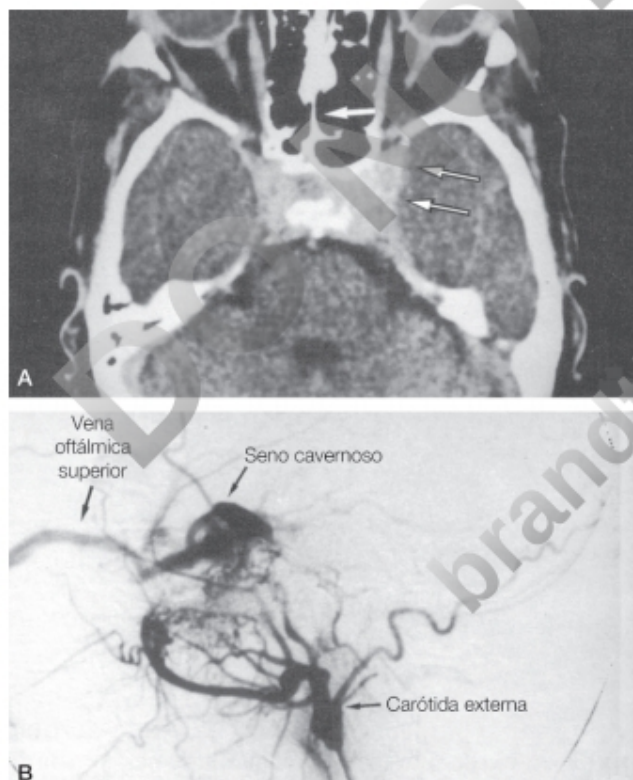 A
Vena
oftálmica
superior
Seno cavernoso
Carótida externa
B